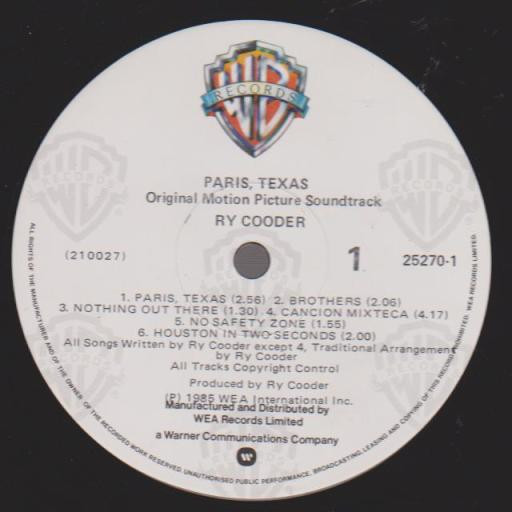 RECORDS
WB
PARIS, TEXAS
Original Motion Picture Soundtrack
RY COODER
(210027)
1
25270-1
1. PARIS, TEXAS (2.56) 2. BROTHERS (2.06)
3. NOTHING OUT THERE (1.30) 4. CANCION MIXTECA (4.17)
5. NO SAFETY ZONE (1.55)
6. HOUSTON IN TWO SECONDS (2.00)
All Songs Written by Ry Cooder except 4, Traditional Arrangement
by Ry Cooder
All Tracks Copyright Control
Produced by Ry Cooder
(P) 1985 WEA International Inc.
Manufactured and Distributed by
WEA Records Limited
a Warner Communications Company
ALL RIGHTS OF THE MANUFACTURER AND OF THE OWNER OF THE RECORDED WORK RESERVED. UNAUTHORISED PUBLIC PERFORMANCE, BROADCASTING, LEASING AND COPYING OF THIS RECORD PROHIBITED. WEA RECORDS LIMITED.